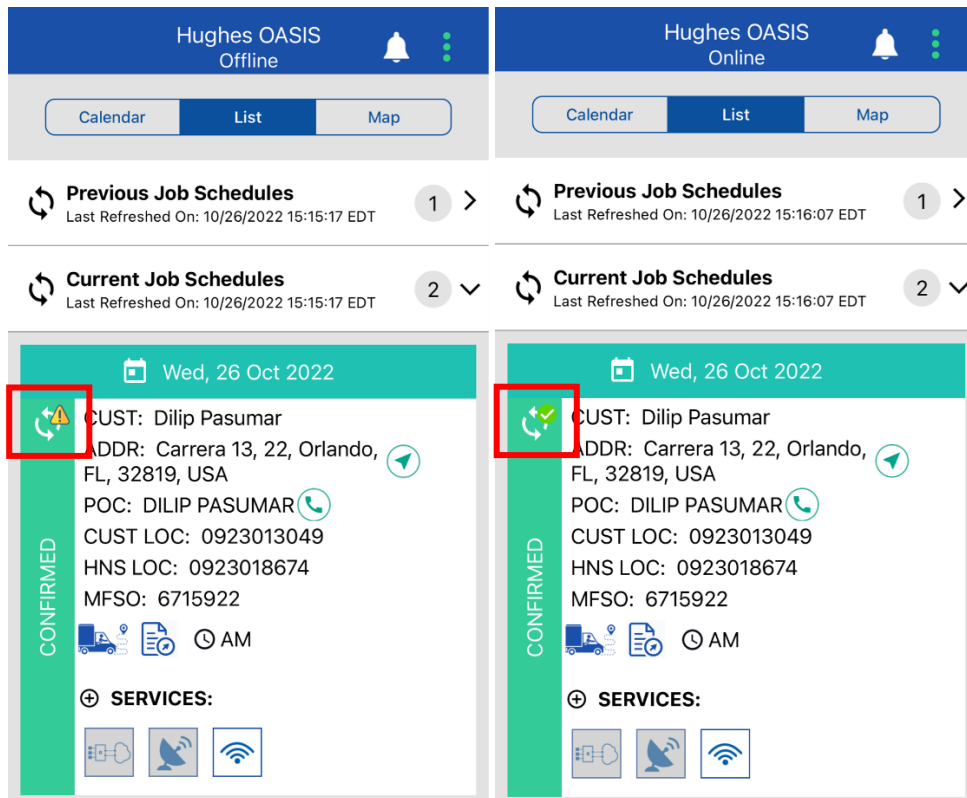 Hughes OASIS
Offline
Calendar
List
Map
Previous Job Schedules
Last Refreshed On: 10/26/2022 15:15:17 EDT
1
Current Job Schedules
Last Refreshed On: 10/26/2022 15:15:17 EDT
2
Wed, 26 Oct 2022
CONFIRMED
CUST: Dilip Pasumar
ADDR: Carrera 13, 22, Orlando,
FL, 32819, USA
POC: DILIP PASUMAR
CUST LOC: 0923013049
HNS LOC: 0923018674
MFSO: 6715922
AM
SERVICES:
Hughes OASIS
Online
Calendar
List
Map
Previous Job Schedules
Last Refreshed On: 10/26/2022 15:16:07 EDT
1
Current Job Schedules
Last Refreshed On: 10/26/2022 15:16:07 EDT
2
Wed, 26 Oct 2022
CONFIRMED
CUST: Dilip Pasumar
ADDR: Carrera 13, 22, Orlando,
FL, 32819, USA
POC: DILIP PASUMAR
CUST LOC: 0923013049
HNS LOC: 0923018674
MFSO: 6715922
AM
SERVICES: